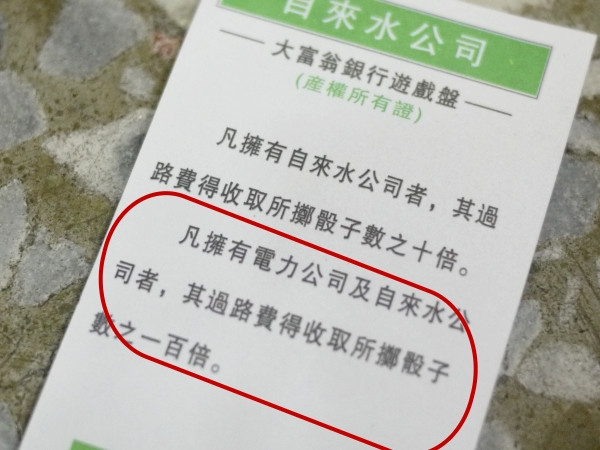 自來水公司
大富翁銀行遊戲盤
(產權所有證)
凡擁有自來水公司者，其過
路費得收取所擲骰子數之十倍。
凡擁有電力公司及自來水公
司者，其過路費得收取所擲骰子
數之一百倍。